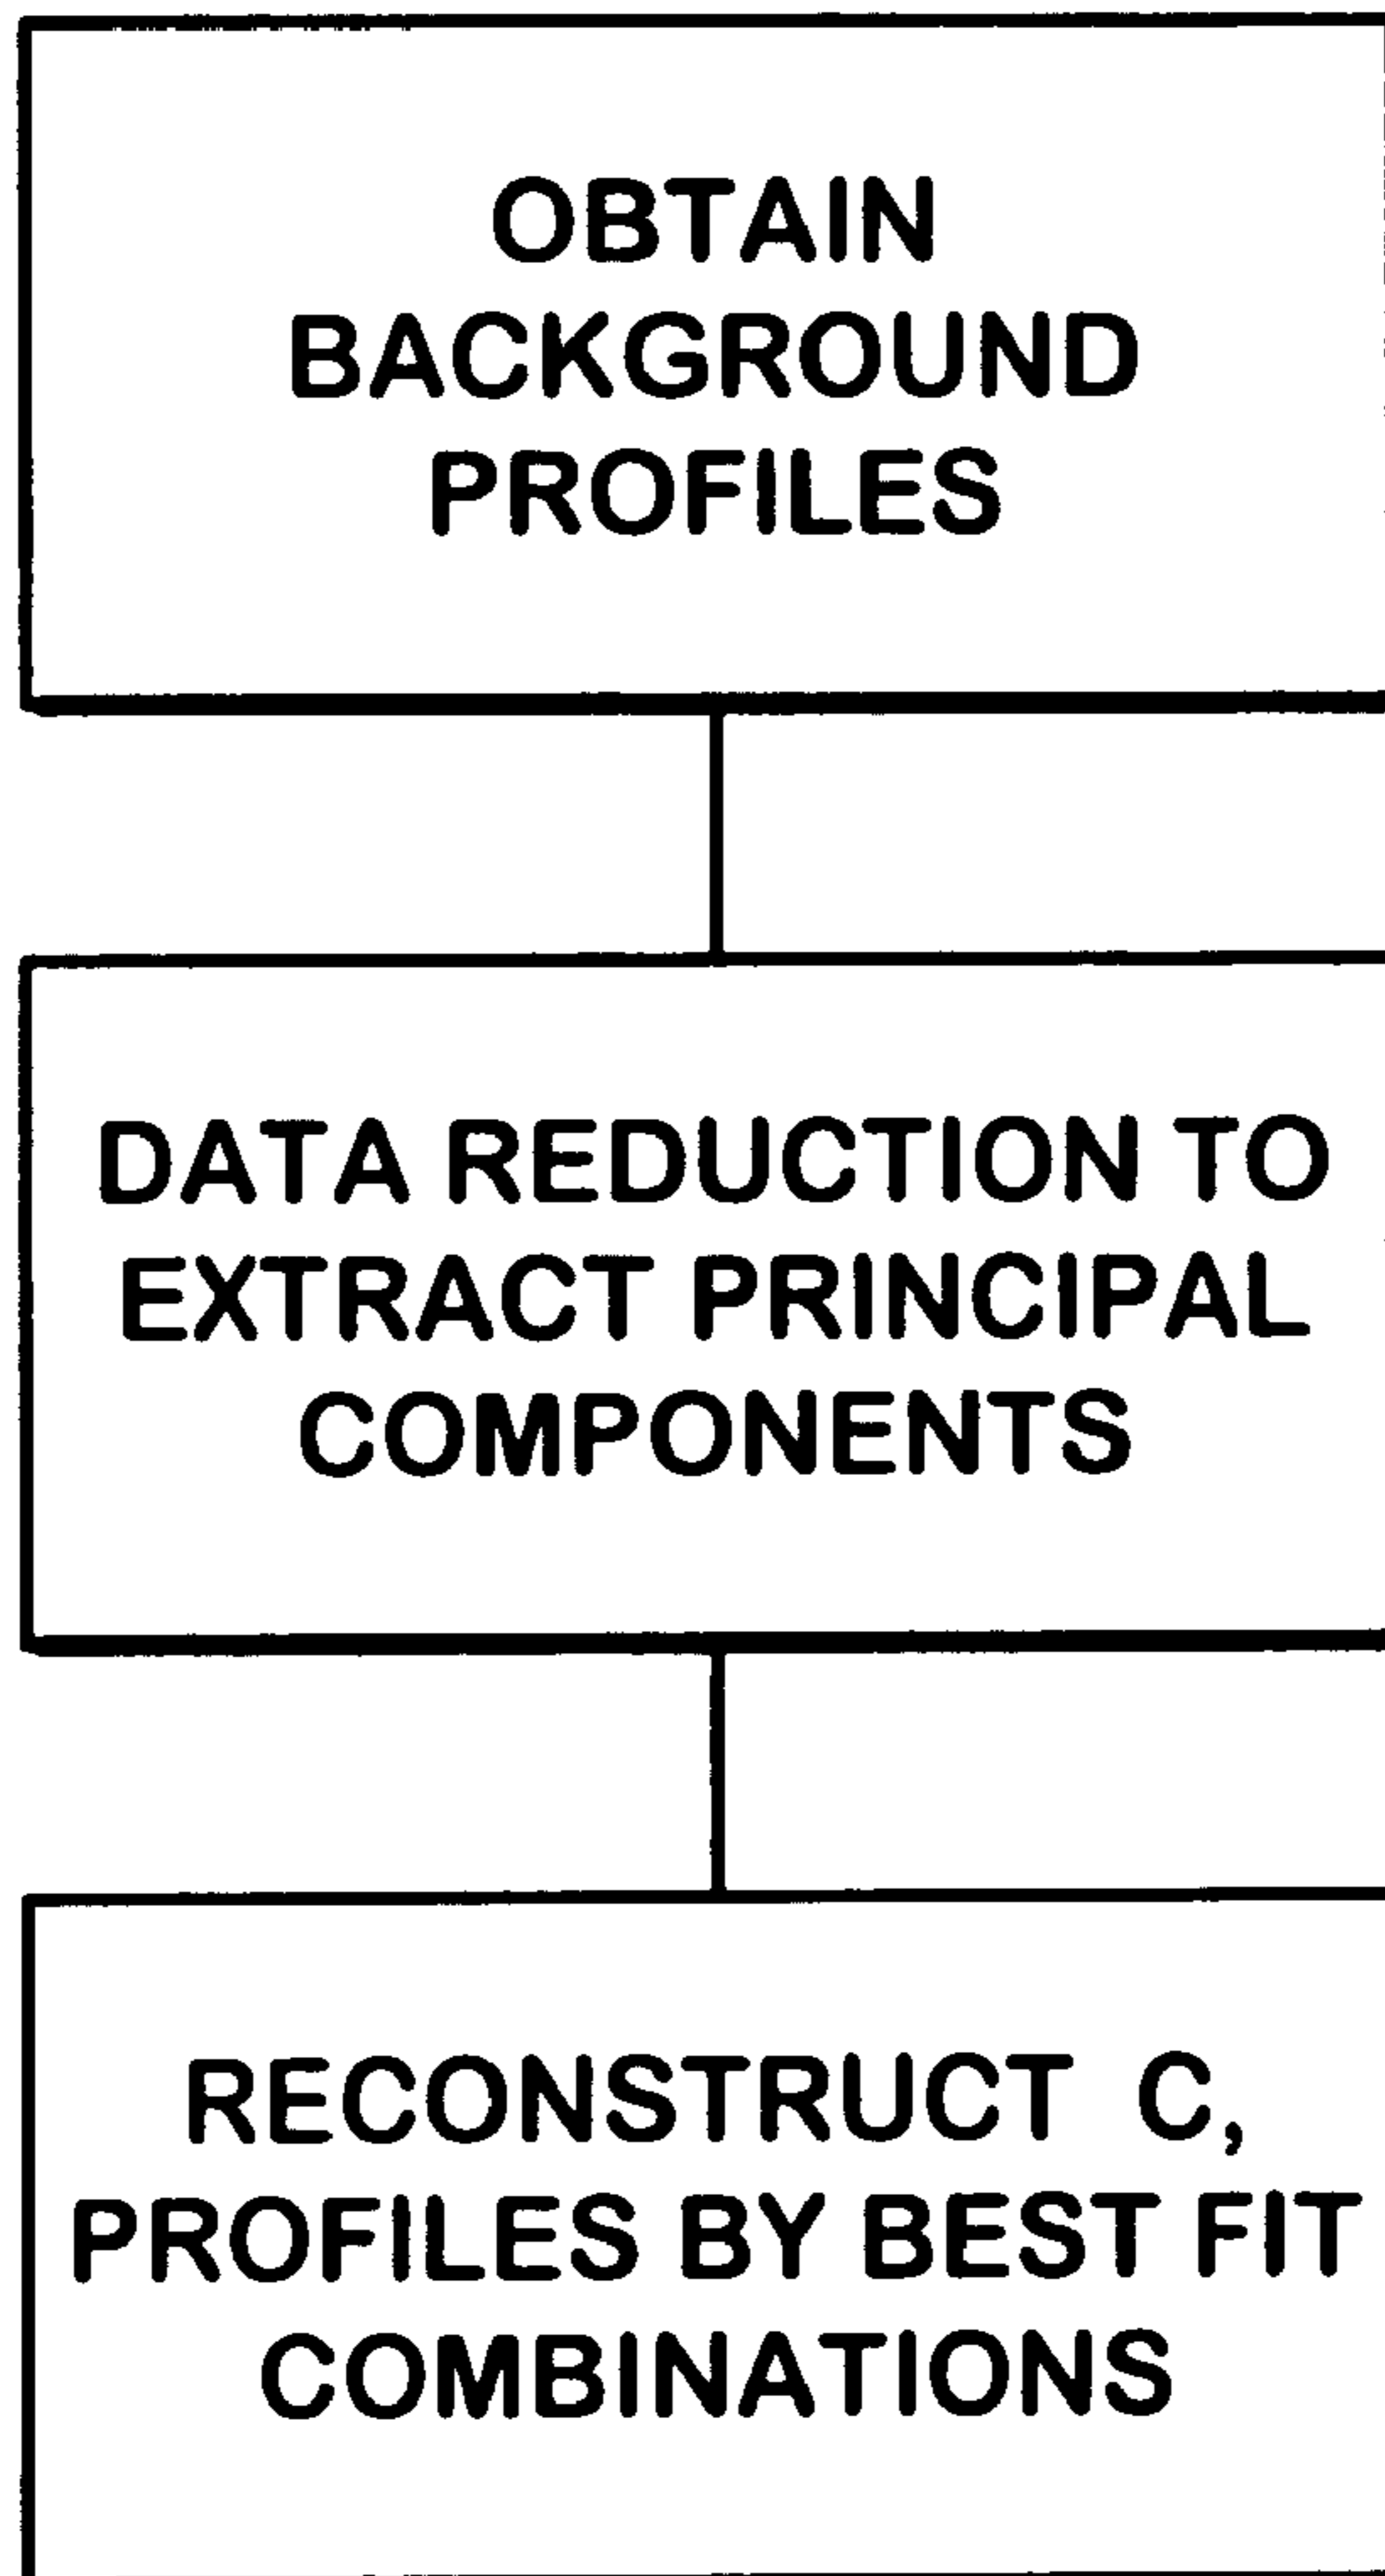 OBTAIN
BACKGROUND
PROFILES
DATA REDUCTION TO
EXTRACT PRINCIPAL
COMPONENTS
RECONSTRUCT C,
PROFILES BY BEST FIT
COMBINATIONS